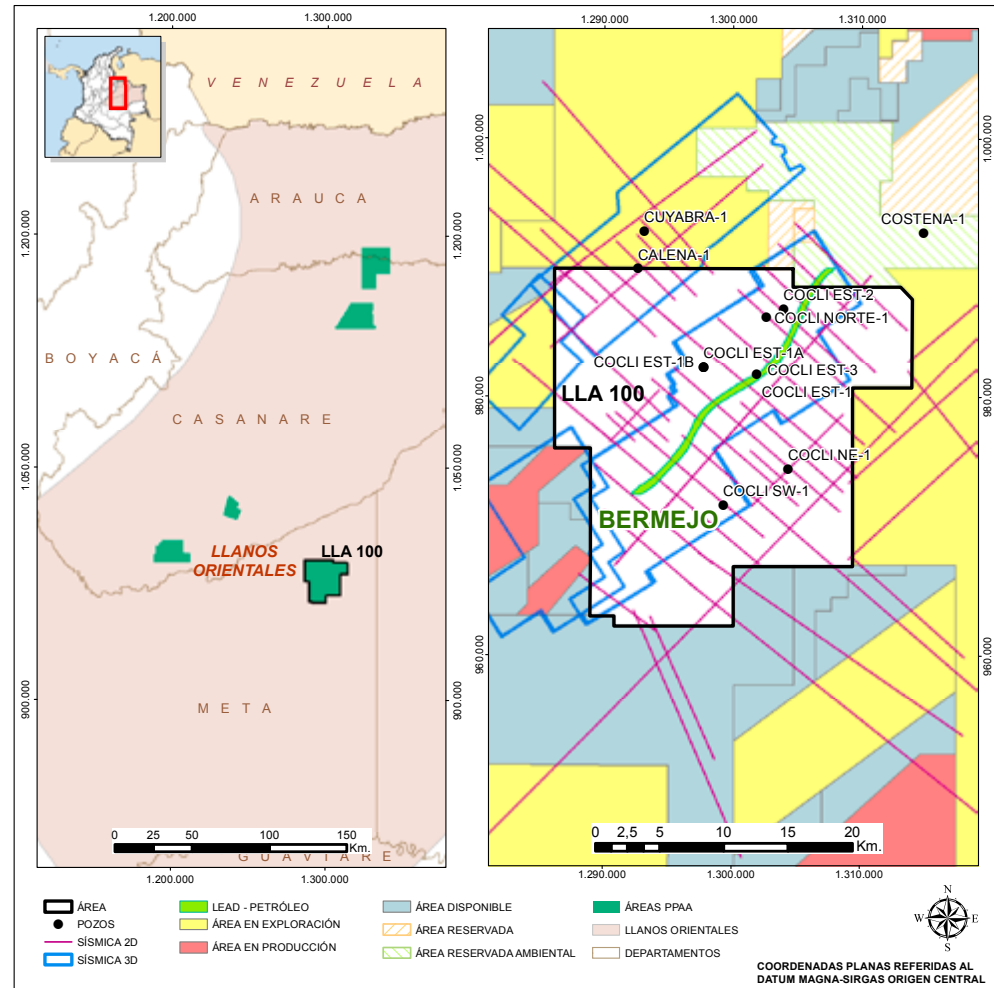 1.200.000
1.300.000
VENEZUELA
ARAUCA
BOYACÁ
CASANARE
LLANOS
ORIENTALES
LLA 100
META
GUAVIARE
1.200.000
1.050.000
900.000
1.200.000
1.050.000
900.000
0 25 50 100 150
Km.
1.200.000
1.300.000
1.290.000
1.300.000
1.310.000
1.000.000
980.000
960.000
1.000.000
980.000
960.000
CUYABRA-1
COSTENA-1
CALENA-1
COCLI EST-2
COCLI NORTE-1
COCLI EST-1A
COCLI EST-1B
COCLI EST-3
COCLI EST-1
LLA 100
COCLI NE-1
COCLI SW-1
BERMEJO
0 2,5 5 10 15 20
Km.
1.290.000
1.300.000
1.310.000
ÁREA
POZOS
SÍSMICA 2D
SÍSMICA 3D
LEAD - PETRÓLEO
ÁREA EN EXPLORACIÓN
ÁREA EN PRODUCCIÓN
ÁREA DISPONIBLE
ÁREA RESERVADA
ÁREA RESERVADA AMBIENTAL
ÁREAS PPAA
LLANOS ORIENTALES
DEPARTAMENTOS
N
W
E
S
COORDENADAS PLANAS REFERIDAS AL
DATUM MAGNA-SIRGAS ORIGEN CENTRAL